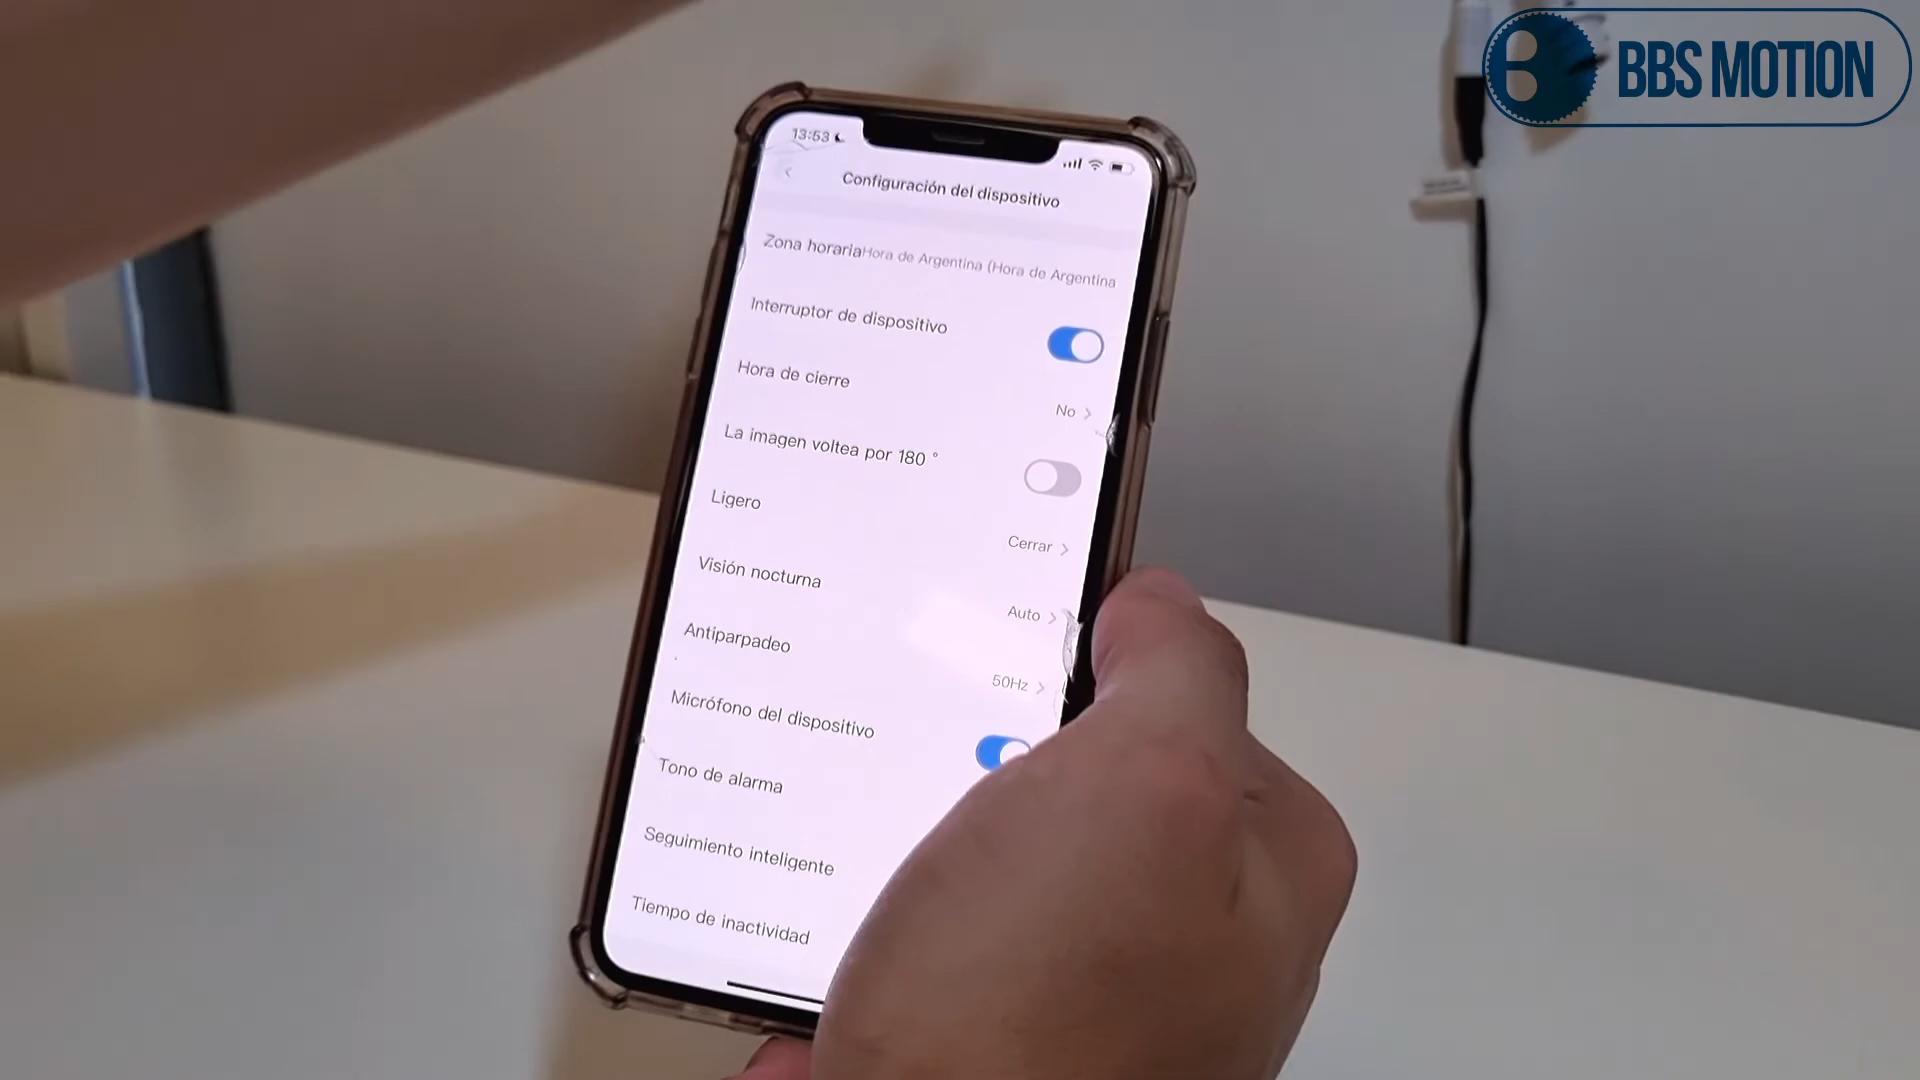 BBS MOTION
13:53
Configuración del dispositivo
Zona horaria Hora de Argentina (Hora de Argentina
Interruptor de dispositivo
Hora de cierre
No
La imagen voltea por 180 °
Ligero
Cerrar
Visión nocturna
Auto
Antiparpadeo
50Hz
Micrófono del dispositivo
Tono de alarma
Seguimiento inteligente
Tiempo de inactividad